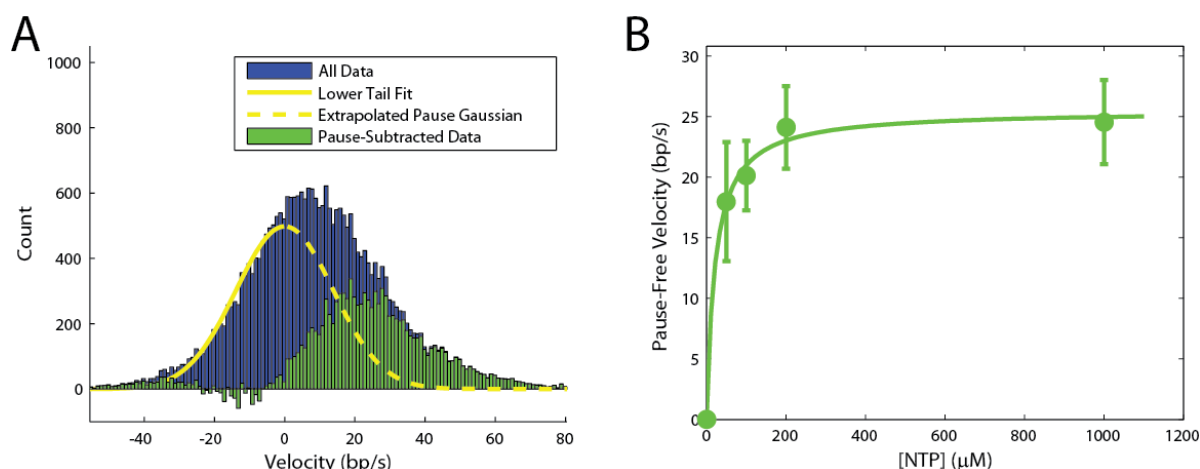 A
All Data
Lower Tail Fit
Extrapolated Pause Gaussian
Pause-Subtracted Data
1000
800
600
400
200
0
Count
-40 -20 0 20 40 60 80
Velocity (bp/s)
B
30
25
20
15
10
5
0
Pause-Free Velocity (bp/s)
0 200 400 600 800 1000 1200
[NTP] (μM)